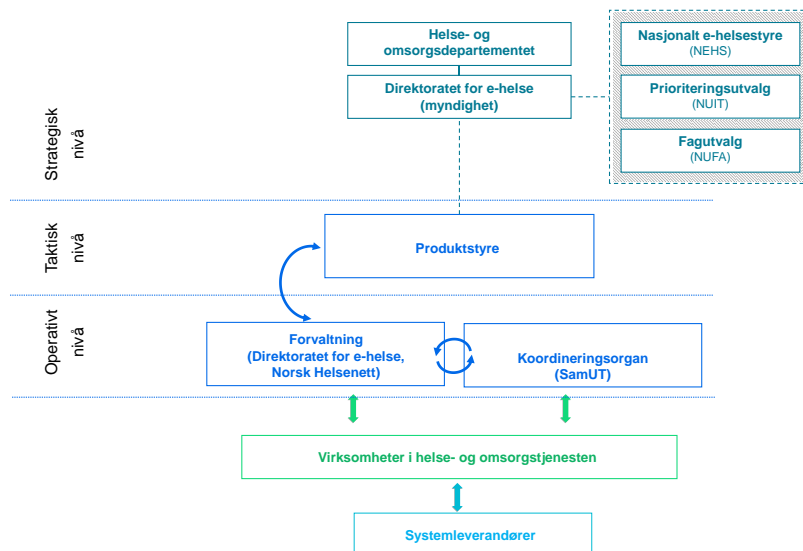 Helse- og
omsorgsdepartementet
Direktoratet for e-helse
(myndighet)
Nasjonalt e-helsestyre
(NEHS)
Prioriteringsutvalg
(NUIT)
Fagutvalg
(NUFA)
Strategisk
nivå
Taktisk
nivå
Produktstyre
Operativt
nivå
Forvaltning
(Direktoratet for e-helse,
Norsk Helsenett)
Koordineringsorgan
(SamUT)
Virksomheter i helse- og omsorgstjenesten
Systemleverandører